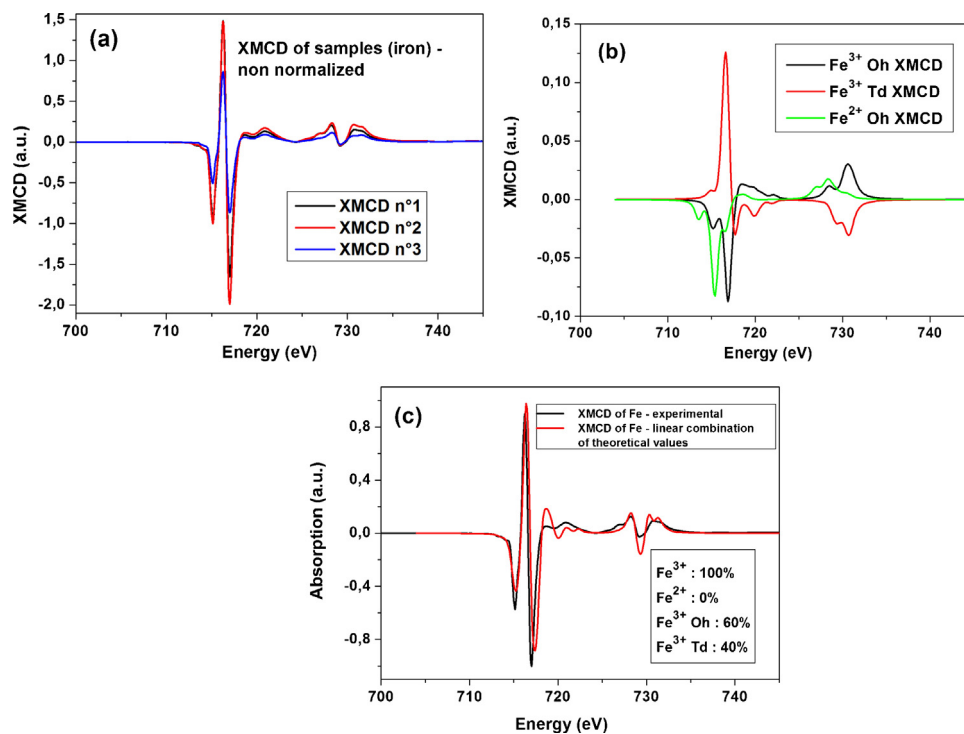 (a)
XMCD of samples (iron) -
non normalized
XMCD (a.u.)
1,5
1,0
0,5
0,0
-0,5
-1,0
-1,5
-2,0
XMCD n°1
XMCD n°2
XMCD n°3
700 710 720 730 740
Energy (eV)
(b)
XMCD (a.u.)
0,15
0,10
0,05
0,00
-0,05
-0,10
Fe3+ Oh XMCD
Fe3+ Td XMCD
Fe2+ Oh XMCD
700 710 720 730 740
Energy (eV)
(c)
Absorption (a.u.)
0,8
0,4
0,0
-0,4
-0,8
XMCD of Fe - experimental
XMCD of Fe - linear combination
of theoretical values
Fe3+ : 100%
Fe2+ : 0%
Fe3+ Oh : 60%
Fe3+ Td : 40%
700 710 720 730 740
Energy (eV)